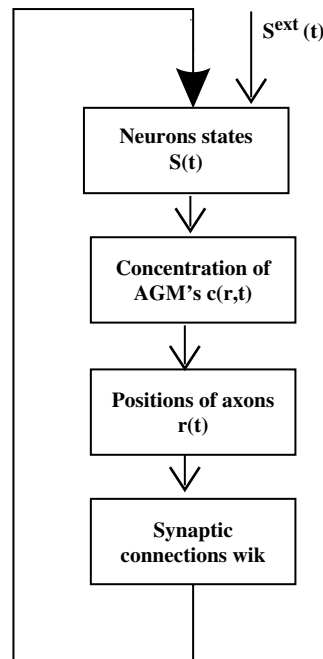 S^ext (t)
Neurons states
S(t)
Concentration of
AGM's c(r,t)
Positions of axons
r(t)
Synaptic
connections wik